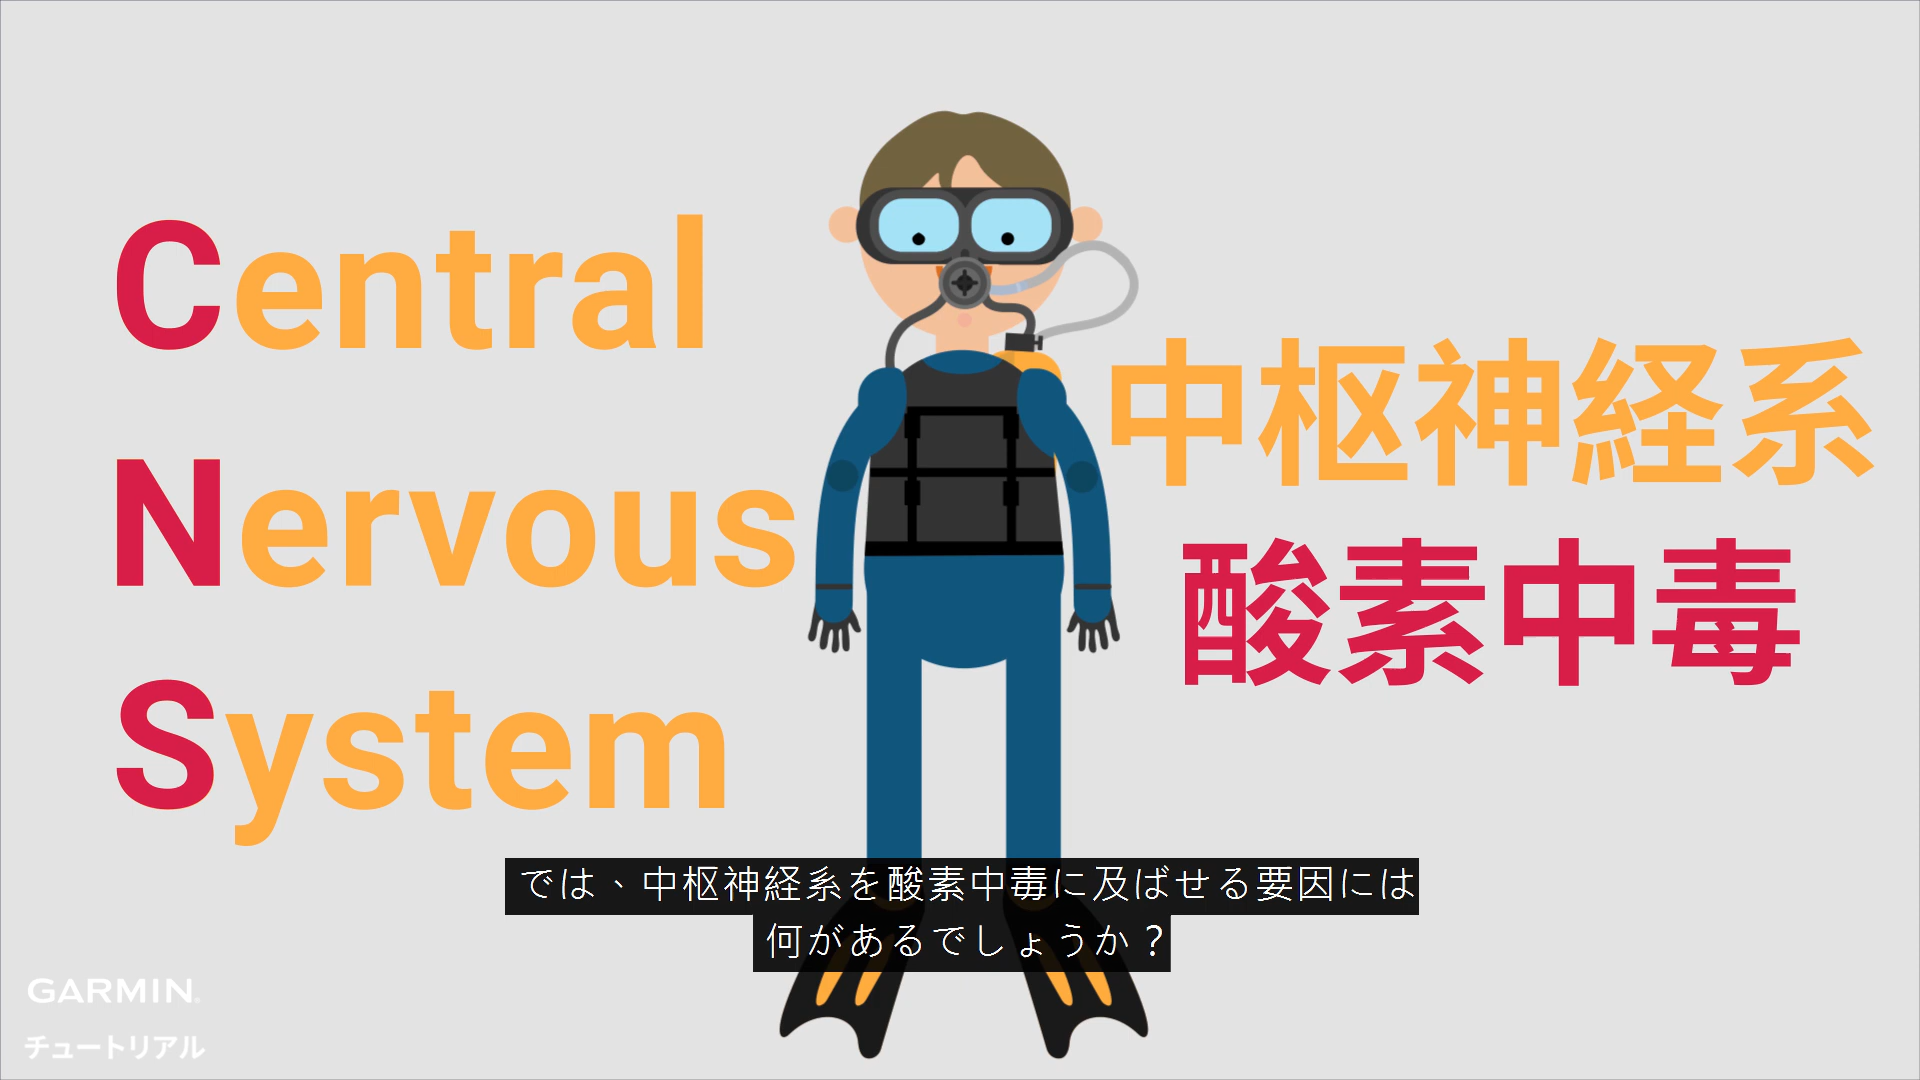 Central
Nervous
System
中枢神経系
酸素中毒
では、中枢神経系を酸素中毒に及ばせる要因には
何があるでしょうか？
GARMIN
チュートリアル